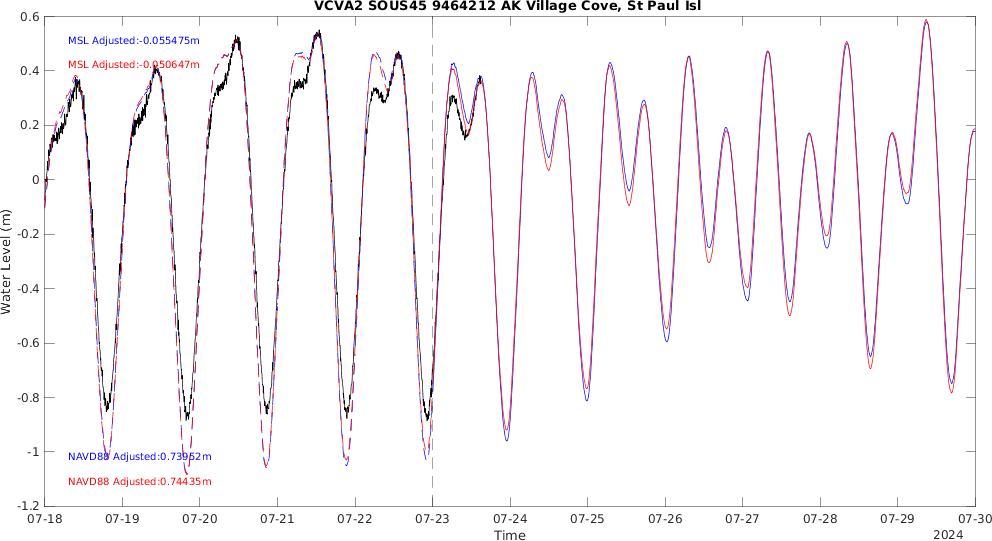 VCVA2 SOUS45 9464212 AK Village Cove, St Paul Isl
0.6
MSL Adjusted:-0.055475m
MSL Adjusted:-0.050647m
0.4
0.2
0
-0.2
Water Level (m)
-0.4
-0.6
-0.8
-1
NAVD88 Adjusted:0.73952m
NAVD88 Adjusted:0.74435m
-1.2
07-18 07-19 07-20 07-21 07-22 07-23 07-24 07-25 07-26 07-27 07-28 07-29 07-30
Time
2024